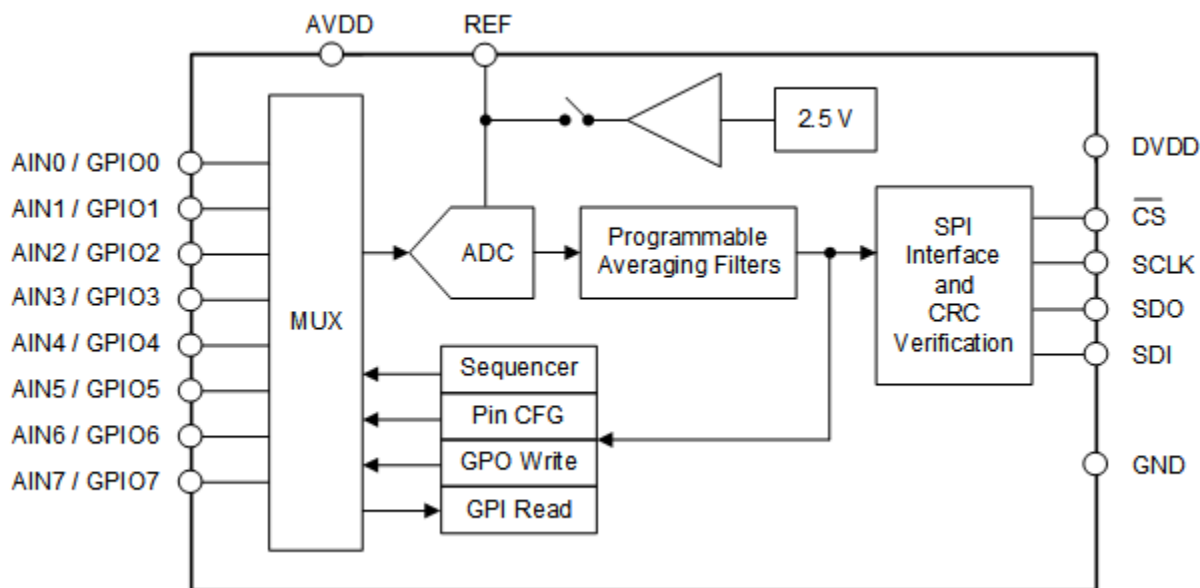 AVDD
REF
2.5 V
AIN0 / GPIO0
AIN1 / GPIO1
AIN2 / GPIO2
AIN3 / GPIO3
AIN4 / GPIO4
AIN5 / GPIO5
AIN6 / GPIO6
AIN7 / GPIO7
MUX
ADC
Programmable
Averaging Filters
Sequencer
Pin CFG
GPO Write
GPI Read
SPI
Interface
and
CRC
Verification
DVDD
C̅S̅
SCLK
SDO
SDI
GND